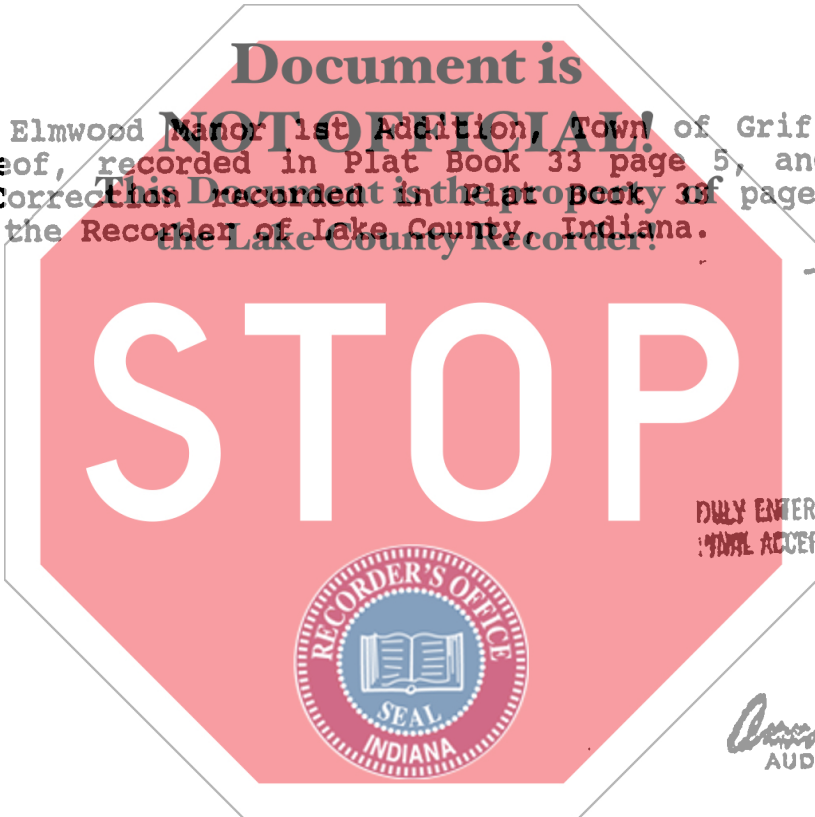 Document is
NOT OFFICIAL!
This Document is the property of
the Lake County Recorder!
Elmwood Manor 1st Addition, Town of Grif
eof, recorded in Plat Book 33 page 5, an
Correction recorded in Plat Book 33 page
the Recorder of Lake County, Indiana.
STOP
DULY ENTER
FINAL ACCEP
RECORDER'S OFFICE
SEAL
INDIANA
AUD